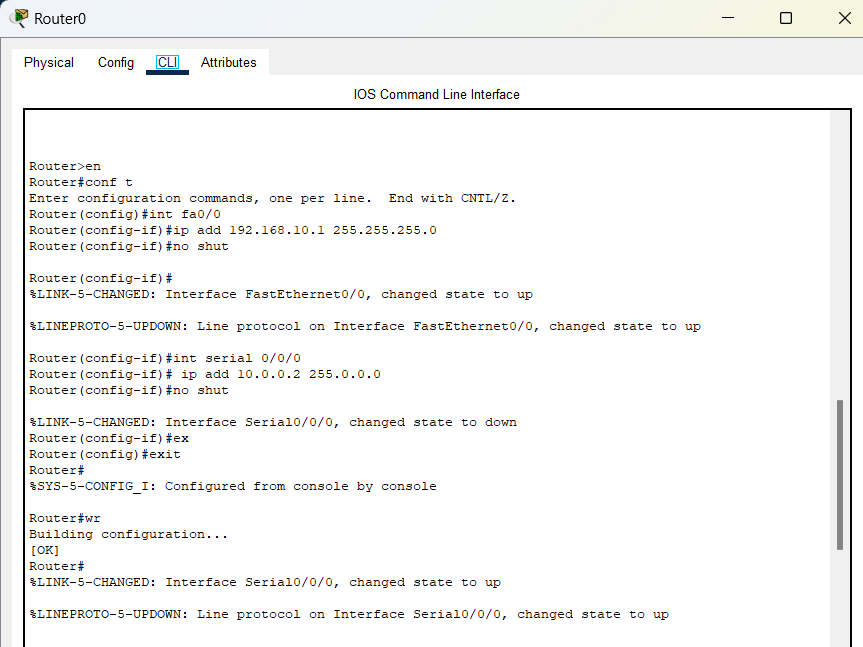 Router0
Physical Config CLI Attributes
IOS Command Line Interface
Router>en
Router#conf t
Enter configuration commands, one per line.  End with CNTL/Z.
Router(config)#int fa0/0
Router(config-if)#ip add 192.168.10.1 255.255.255.0
Router(config-if)#no shut
Router(config-if)#
%LINK-5-CHANGED: Interface FastEthernet0/0, changed state to up
%LINEPROTO-5-UPDOWN: Line protocol on Interface FastEthernet0/0, changed state to up
Router(config-if)#int serial 0/0/0
Router(config-if)# ip add 10.0.0.2 255.0.0.0
Router(config-if)#no shut
%LINK-5-CHANGED: Interface Serial0/0/0, changed state to down
Router(config-if)#ex
Router(config)#exit
Router#
%SYS-5-CONFIG_I: Configured from console by console
Router#wr
Building configuration...
[OK]
Router#
%LINK-5-CHANGED: Interface Serial0/0/0, changed state to up
%LINEPROTO-5-UPDOWN: Line protocol on Interface Serial0/0/0, changed state to up